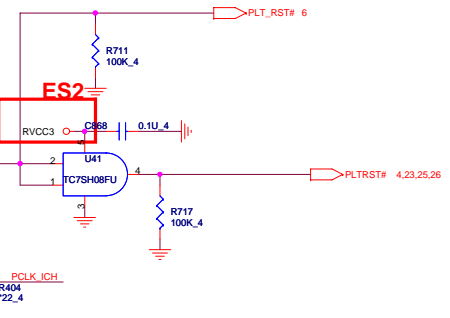 PLT_RST# 6
R711
100K_4
ES2
RVCC3
C868
0.1U_4
5
U41
2
4
TC7SH08FU
1
PLTRST# 4,23,25,26
3
R717
100K_4
PCLK_ICH
R404
*22_4